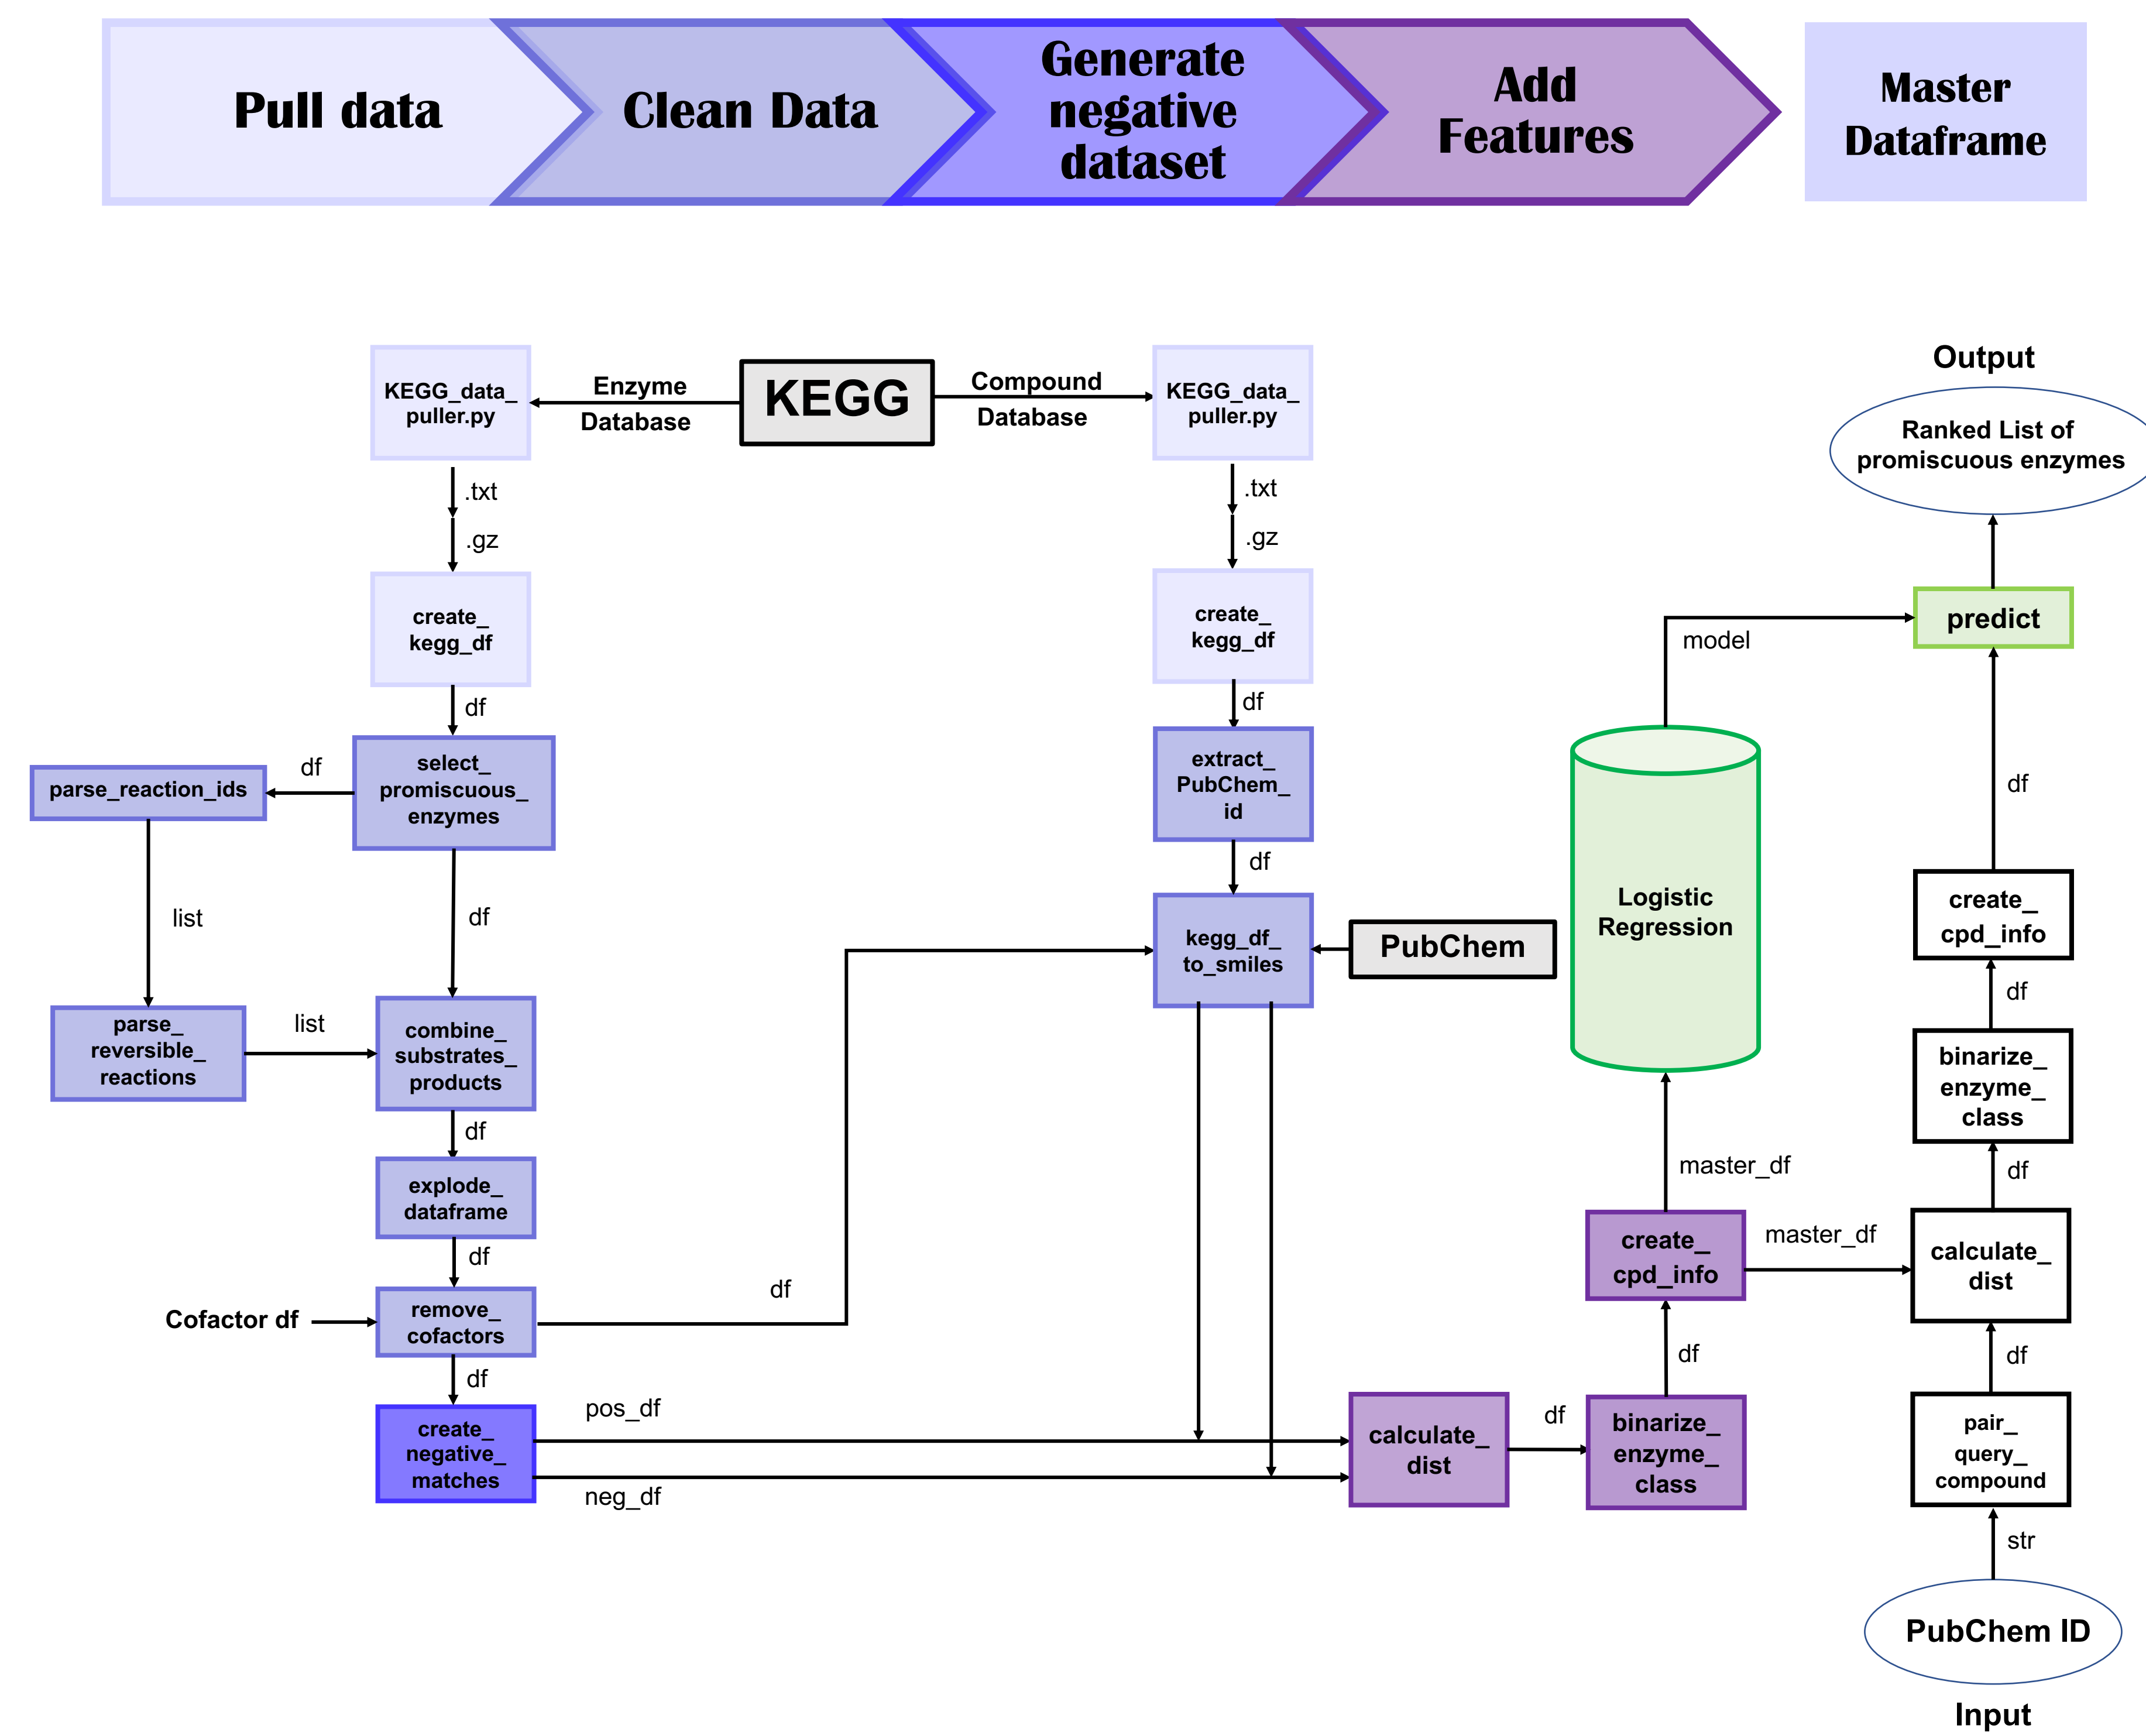 Pull data
Clean Data
Generate
negative
dataset
Add
Features
Master
Dataframe
KEGG_data_
puller.py
Enzyme
Database
KEGG
Compound
Database
KEGG_data_
puller.py
.txt
.gz
.txt
.gz
create_
kegg_df
create_
kegg_df
df
df
parse_reaction_ids
df
select_
promiscuous_
enzymes
extract_
PubChem_
id
list
df
df
kegg_df_
to_smiles
PubChem
parse_
reversible_
reactions
list
combine_
substrates_
products
df
explode_
dataframe
df
Cofactor df
remove_
cofactors
df
df
create_
negative_
matches
pos_df
neg_df
calculate_
dist
df
binarize_
enzyme_
class
df
create_
cpd_info
master_df
master_df
Logistic
Regression
model
Output
Ranked List of
promiscuous enzymes
predict
df
create_
cpd_info
df
binarize_
enzyme_
class
df
calculate_
dist
df
pair_
query_
compound
str
PubChem ID
Input